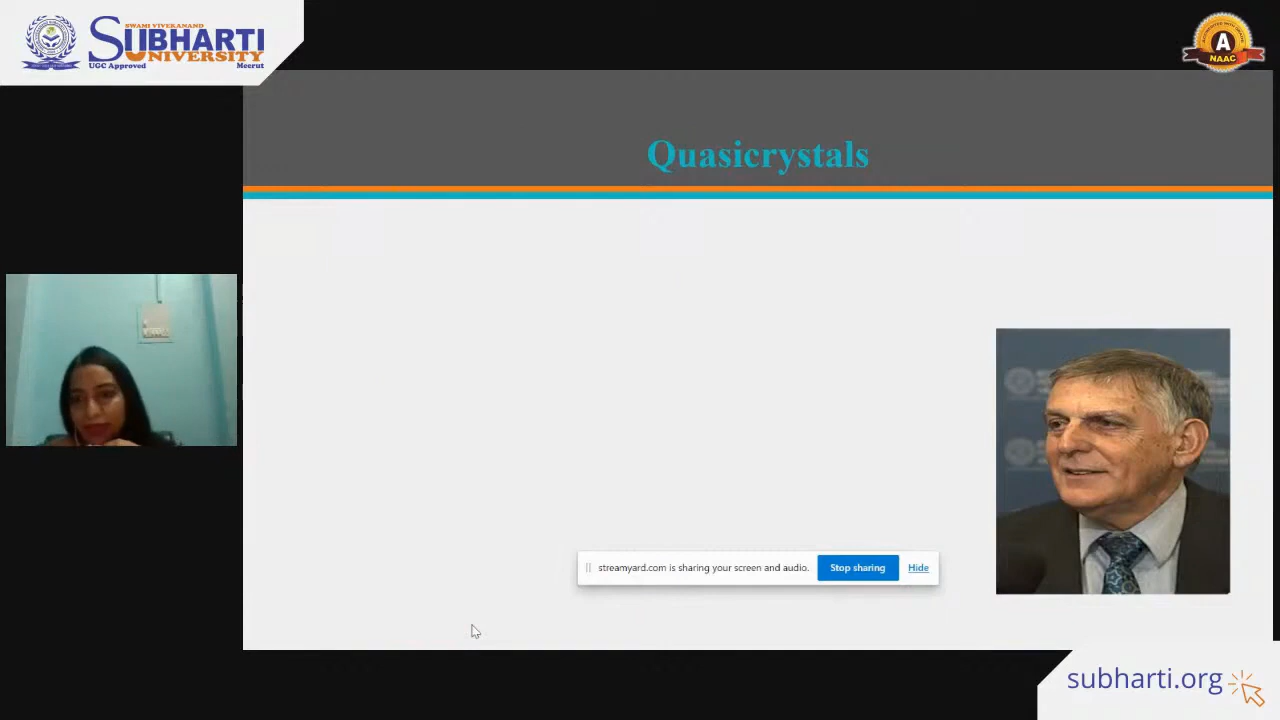 SWAMI VIVEKANAND
SUBHARTI
UNIVERSITY
UGC Approved Meerut
A
NAAC
Quasicrystals
streamyard.com is sharing your screen and audio. Stop sharing Hide
subharti.org